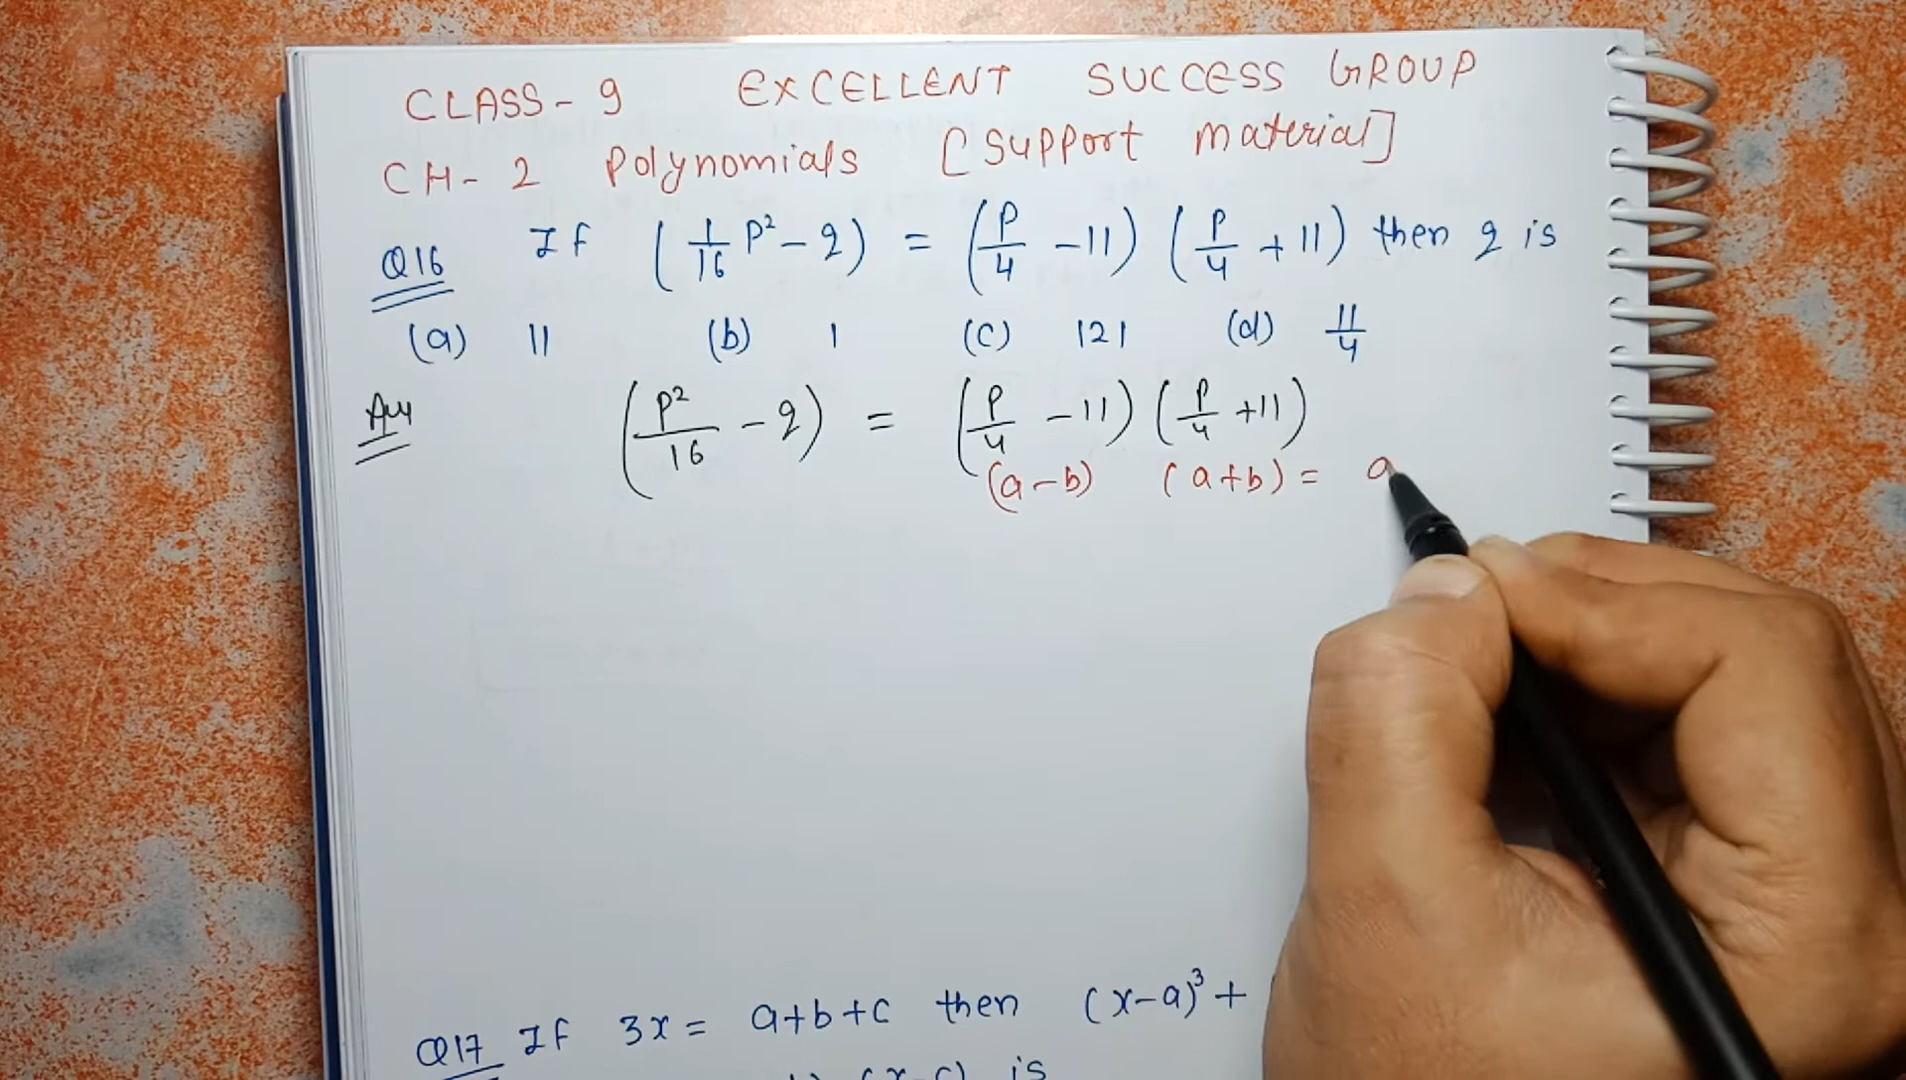 CLASS-9 EXCELLENT SUCCESS GROUP
CH-2 Polynomials [Support material]
Q16 If (1/16 P² - q) = (P/4 - 11) (P/4 + 11) then q is
(a) 11 (b) 1 (c) 121 (d) 11/4
Ans (P²/16 - q) = (P/4 - 11) (P/4 + 11)
(a-b) (a+b) = a
Q17 If 3x = a+b+c then (x-a)³ +
(x-c) is